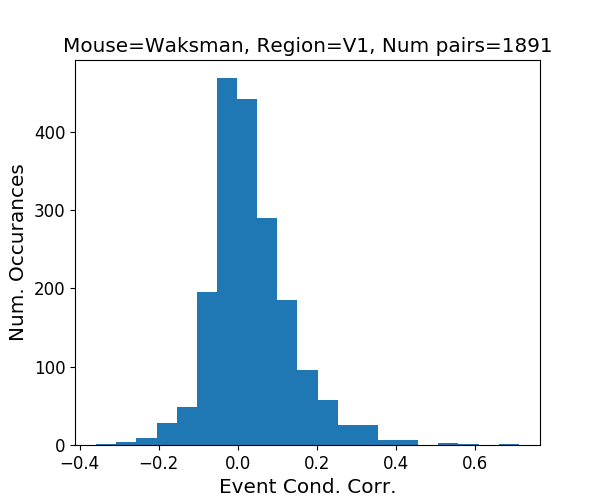 Mouse=Waksman, Region=V1, Num pairs=1891
Num. Occurances
400
300
200
100
0
−0.4 −0.2 0.0 0.2 0.4 0.6
Event Cond. Corr.